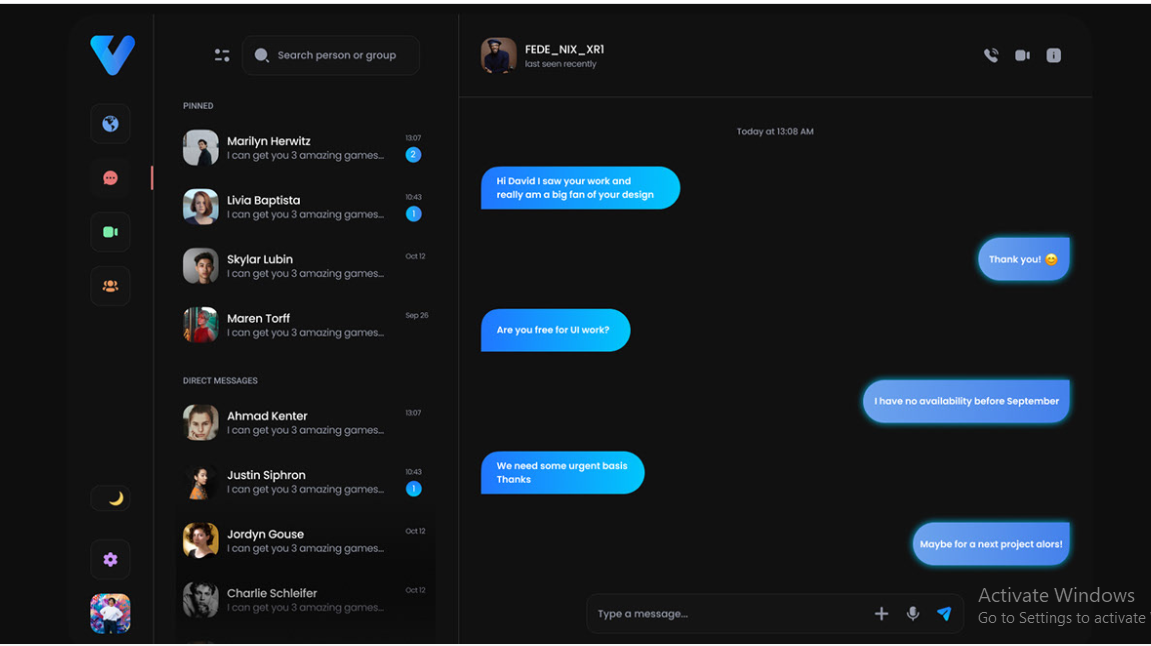 Search person or group
PINNED
Marilyn Herwitz
13:07
I can get you 3 amazing games...
2
Livia Baptista
10:43
I can get you 3 amazing games...
1
Skylar Lubin
Oct 12
I can get you 3 amazing games...
Maren Torff
Sep 26
I can get you 3 amazing games...
DIRECT MESSAGES
Ahmad Kenter
13:07
I can get you 3 amazing games...
Justin Siphron
10:43
I can get you 3 amazing games...
1
Jordyn Gouse
Oct 12
I can get you 3 amazing games...
Charlie Schleifer
Oct 12
I can get you 3 amazing games...
FEDE_NIX_XR1
last seen recently
Today at 13:08 AM
Hi David I saw your work and
really am a big fan of your design
Thank you! 😊
Are you free for UI work?
I have no availability before September
We need some urgent basis
Thanks
Maybe for a next project alors!
Type a message...
Activate Windows
Go to Settings to activate